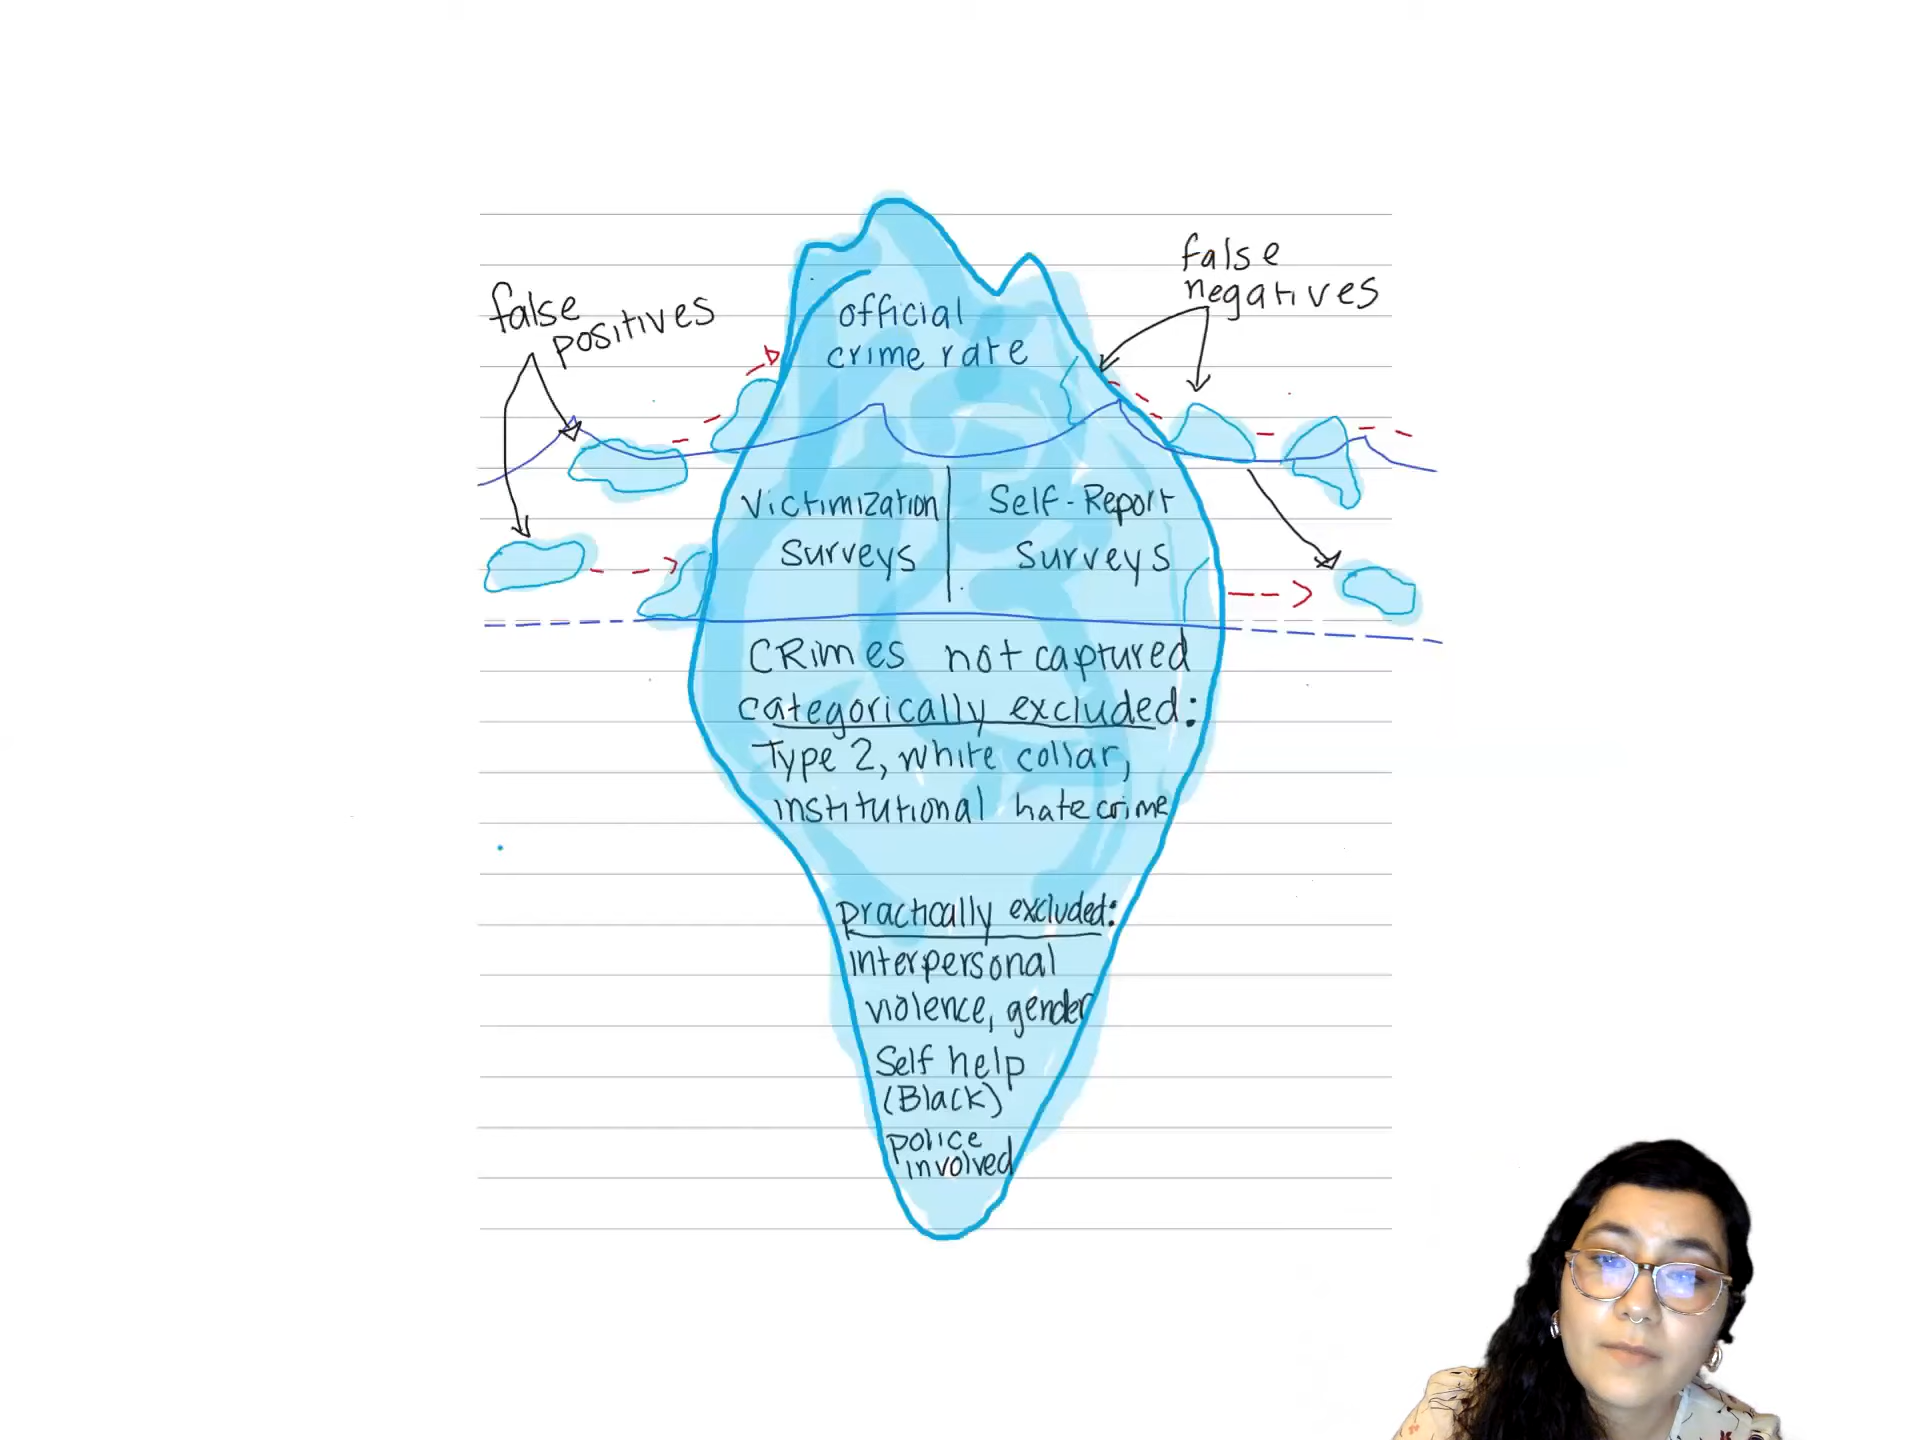 false
positives
false
negatives
official
crime rate
Victimization
Surveys
Self-Report
Surveys
CRimes not captured
categorically excluded:
Type 2, white collar,
institutional hate crime
practically excluded:
interpersonal
violence, gender
Self help
(Black)
police
involved